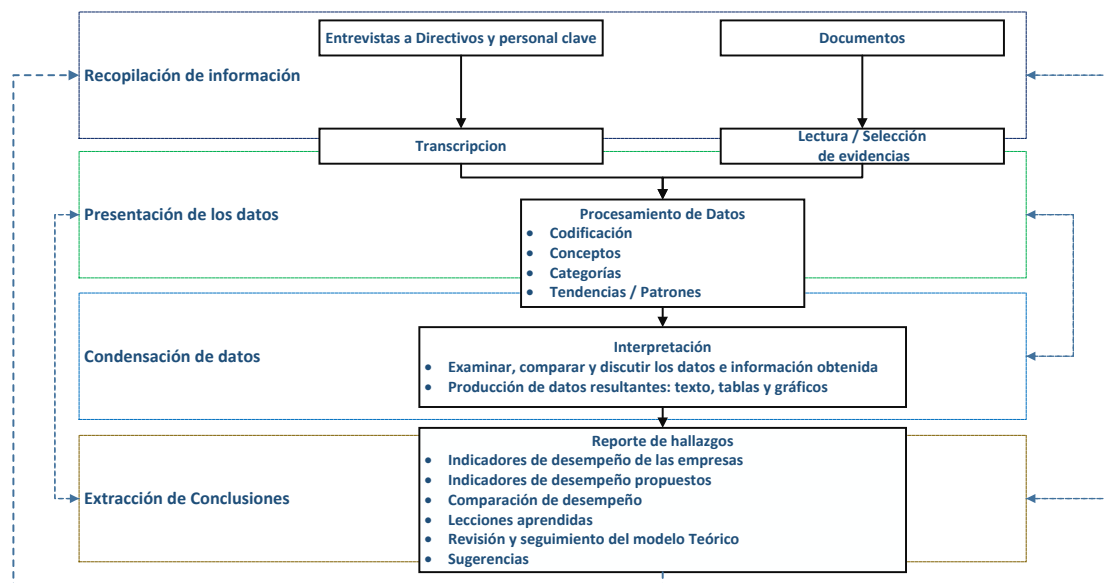 Entrevistas a Directivos y personal clave
Documentos
Recopilación de información
Transcripcion
Lectura / Selección
de evidencias
Presentación de los datos
Procesamiento de Datos
• Codificación
• Conceptos
• Categorías
• Tendencias / Patrones
Condensación de datos
Interpretación
• Examinar, comparar y discutir los datos e información obtenida
• Producción de datos resultantes: texto, tablas y gráficos
Extracción de Conclusiones
Reporte de hallazgos
• Indicadores de desempeño de las empresas
• Indicadores de desempeño propuestos
• Comparación de desempeño
• Lecciones aprendidas
• Revisión y seguimiento del modelo Teórico
• Sugerencias